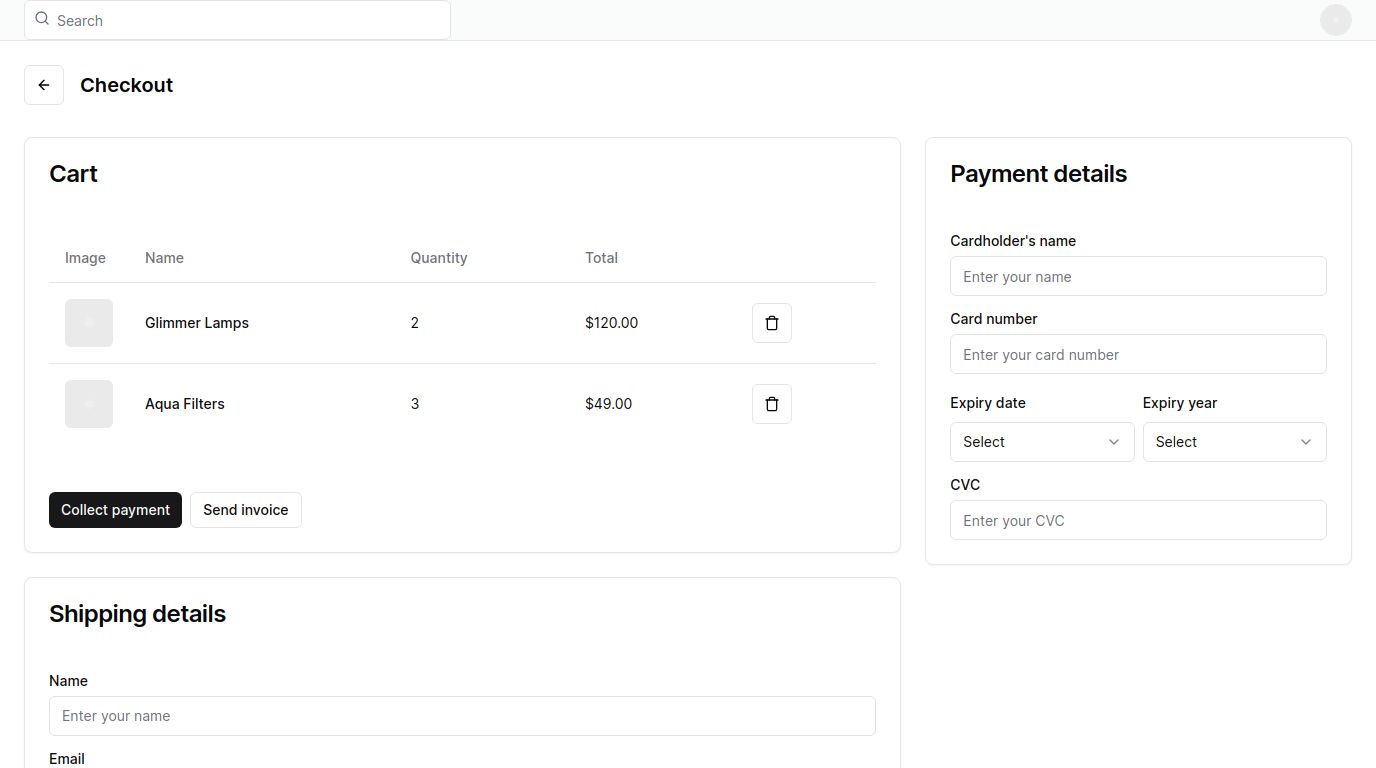 Search
Checkout
Cart
Image Name Quantity Total
Glimmer Lamps 2 $120.00
Aqua Filters 3 $49.00
Collect payment Send invoice
Payment details
Cardholder's name
Enter your name
Card number
Enter your card number
Expiry date Expiry year
Select Select
CVC
Enter your CVC
Shipping details
Name
Enter your name
Email